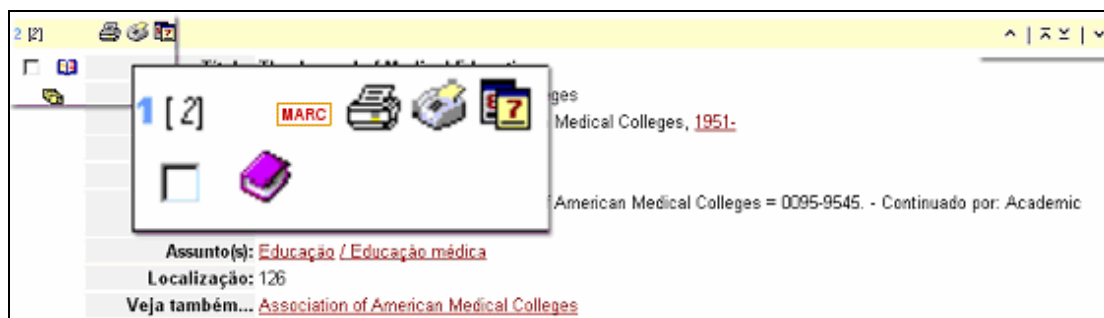 2 [2]
ges
1 [2] MARC
Medical Colleges, 1951-
f American Medical Colleges = 0095-9545. - Continuado por: Academic
Assunto(s): Educação / Educação médica
Localização: 126
Veja também... Association of American Medical Colleges